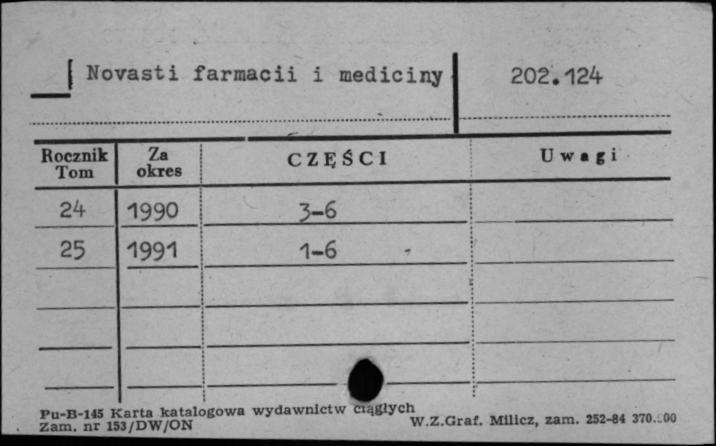 [ Novasti farmacii i mediciny 202.124
Rocznik Za CZĘŚCI Uwagi
Tom okres
24 1990 3-6
25 1991 1-6
Pu-B-145 Karta katalogowa wydawnictw ciągłych
Zam. nr 153/DW/ON W.Z.Graf. Milicz, zam. 252-84